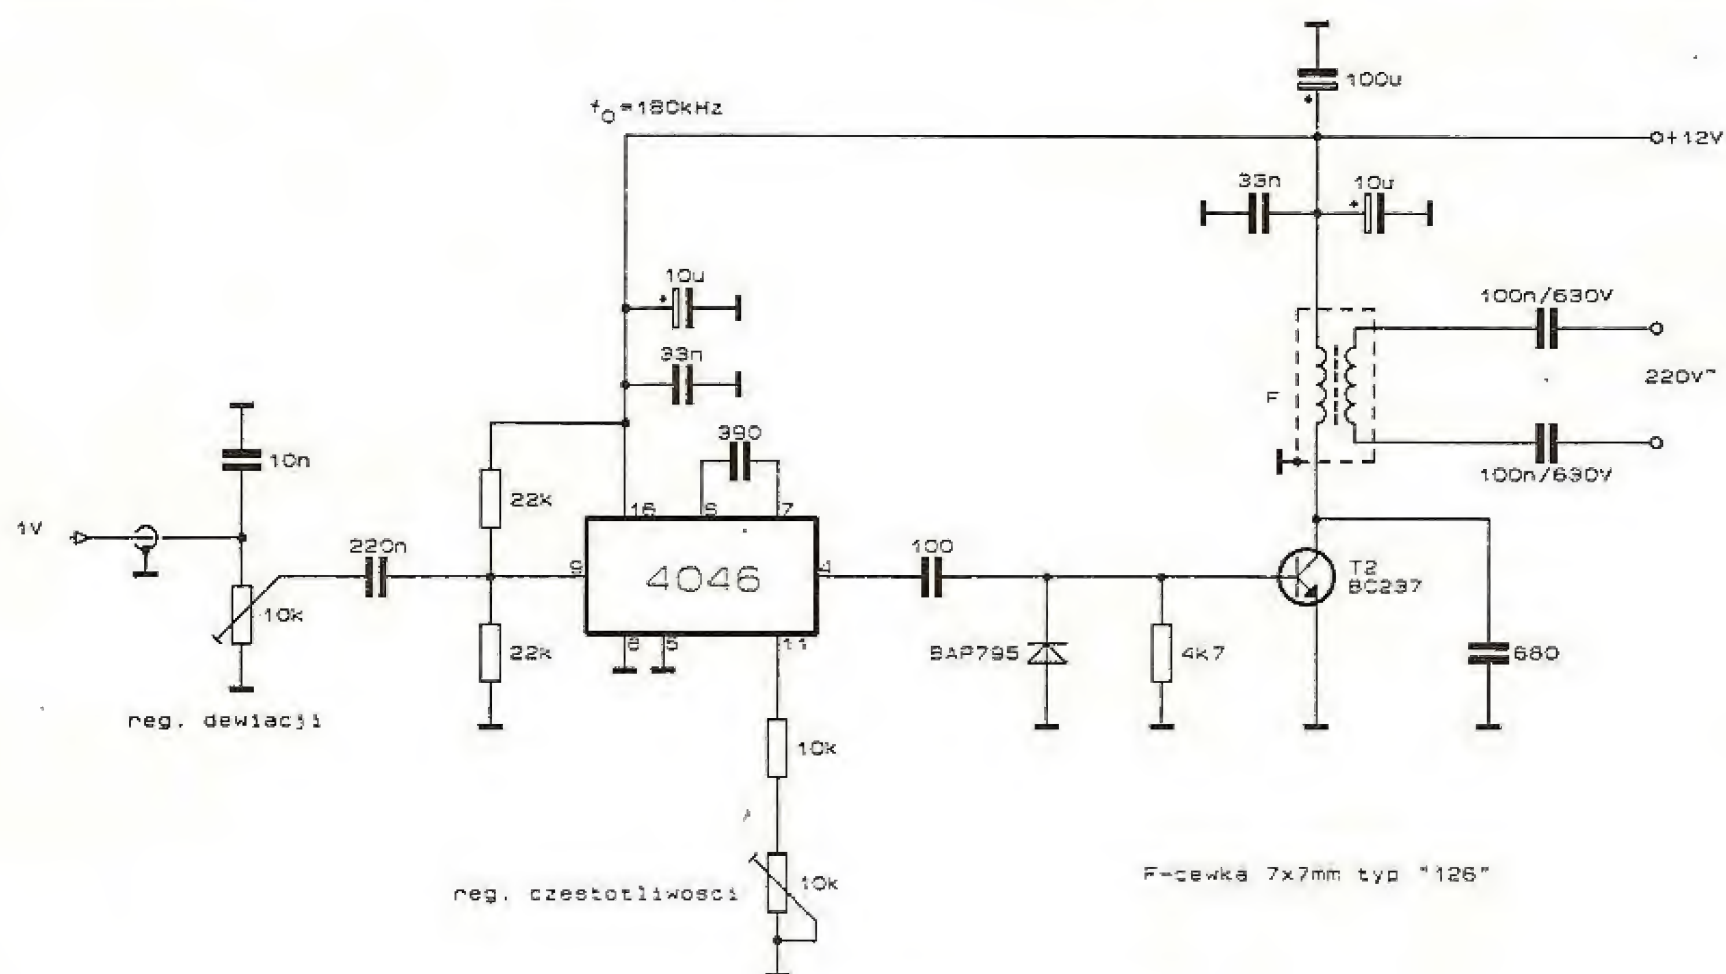 100u
f0=180kHz
+12V
33n
10u
10u
100n/630V
33n
220V~
F
390
10n
100n/630V
22k
16
6
7
1V
220n
100
9
4046
4
T2
BC237
10k
22k
8
5
11
BAP795
4k7
680
reg. dewiacji
10k
10k
reg. czestotliwosci
F-cewka 7x7mm typ "126"